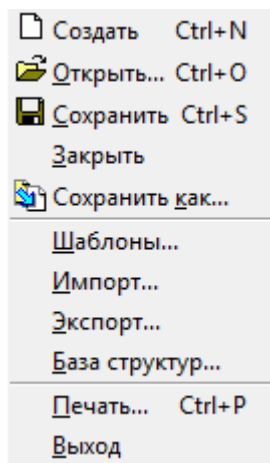 Создать Ctrl+N
Открыть... Ctrl+O
Сохранить Ctrl+S
Закрыть
Сохранить как...
Шаблоны...
Импорт...
Экспорт...
База структур...
Печать... Ctrl+P
Выход